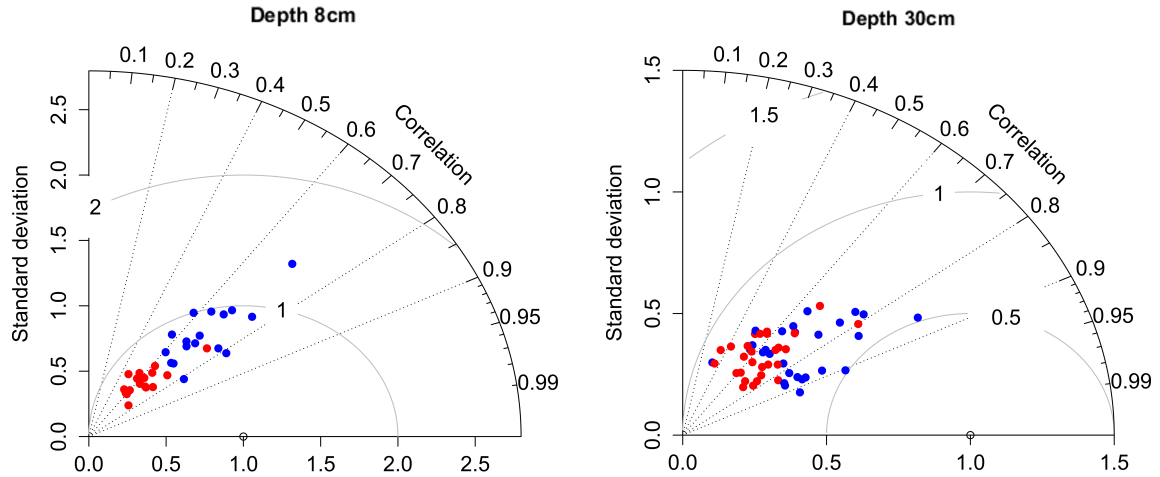 Depth 8cm
0.1 0.2 0.3 0.4 0.5 0.6 0.7 0.8 0.9 0.95 0.99
Correlation
Standard deviation
0.0 0.5 1.0 1.5 2.0 2.5
2
1
0.0 0.5 1.0 1.5 2.0 2.5
Depth 30cm
0.1 0.2 0.3 0.4 0.5 0.6 0.7 0.8 0.9 0.95 0.99
Correlation
Standard deviation
0.0 0.5 1.0 1.5
1.5
1
0.5
0.0 0.5 1.0 1.5